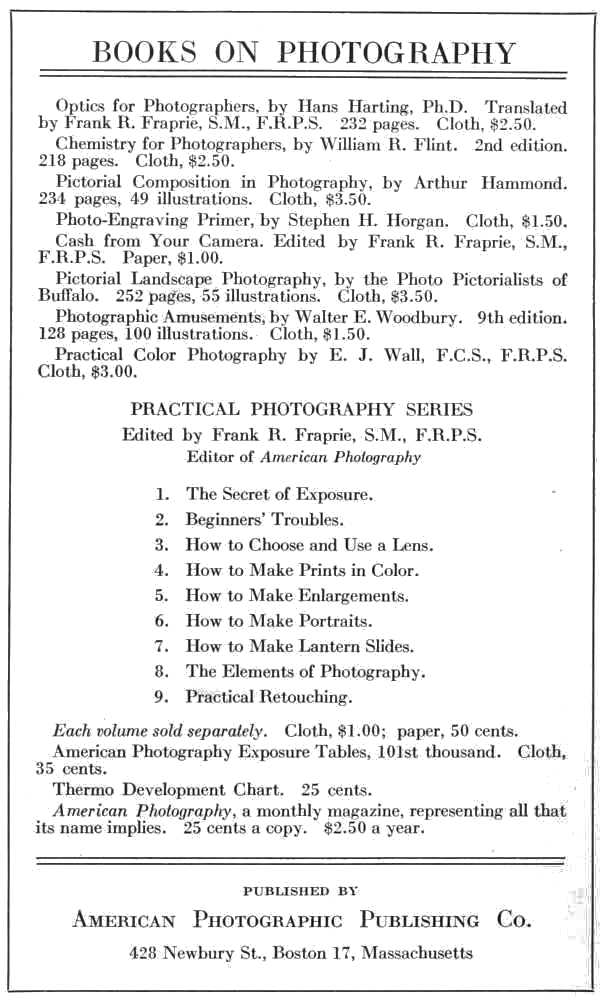 BOOKS ON PHOTOGRAPHY
Optics for Photographers, by Hans Harting, Ph.D. Translated
by Frank R. Fraprie, S.M., F.R.P.S. 232 pages. Cloth, $2.50.
Chemistry for Photographers, by William R. Flint. 2nd edition.
218 pages. Cloth, $2.50.
Pictorial Composition in Photography, by Arthur Hammond.
234 pages, 49 illustrations. Cloth, $3.50.
Photo-Engraving Primer, by Stephen H. Horgan. Cloth, $1.50.
Cash from Your Camera. Edited by Frank R. Fraprie, S.M.,
F.R.P.S. Paper, $1.00.
Pictorial Landscape Photography, by the Photo Pictorialists of
Buffalo. 252 pages, 55 illustrations. Cloth, $3.50.
Photographic Amusements, by Walter E. Woodbury. 9th edition.
128 pages, 100 illustrations. Cloth, $1.50.
Practical Color Photography by E. J. Wall, F.C.S., F.R.P.S.
Cloth, $3.00.
PRACTICAL PHOTOGRAPHY SERIES
Edited by Frank R. Fraprie, S.M., F.R.P.S.
Editor of American Photography
1. The Secret of Exposure.
2. Beginners' Troubles.
3. How to Choose and Use a Lens.
4. How to Make Prints in Color.
5. How to Make Enlargements.
6. How to Make Portraits.
7. How to Make Lantern Slides.
8. The Elements of Photography.
9. Practical Retouching.
Each volume sold separately. Cloth, $1.00; paper, 50 cents.
American Photography Exposure Tables, 101st thousand. Cloth,
35 cents.
Thermo Development Chart. 25 cents.
American Photography, a monthly magazine, representing all that
its name implies. 25 cents a copy. $2.50 a year.
PUBLISHED BY
AMERICAN PHOTOGRAPHIC PUBLISHING CO.
428 Newbury St., Boston 17, Massachusetts